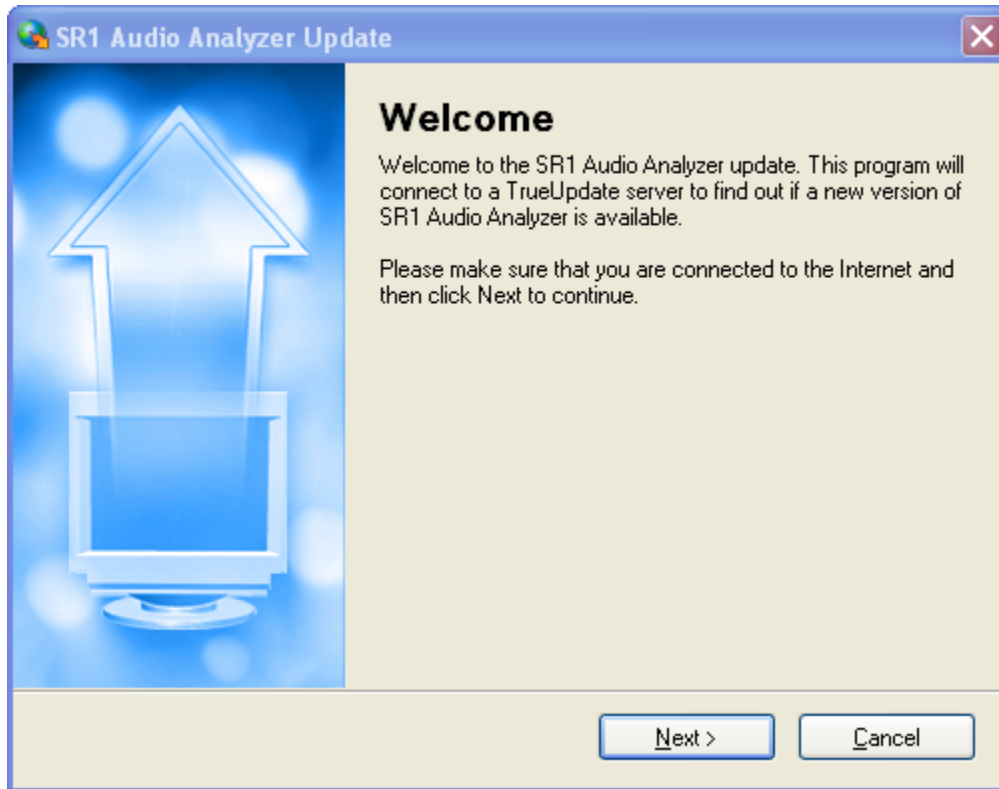 SR1 Audio Analyzer Update
Welcome
Welcome to the SR1 Audio Analyzer update. This program will
connect to a TrueUpdate server to find out if a new version of
SR1 Audio Analyzer is available.
Please make sure that you are connected to the Internet and
then click Next to continue.
Next >
Cancel